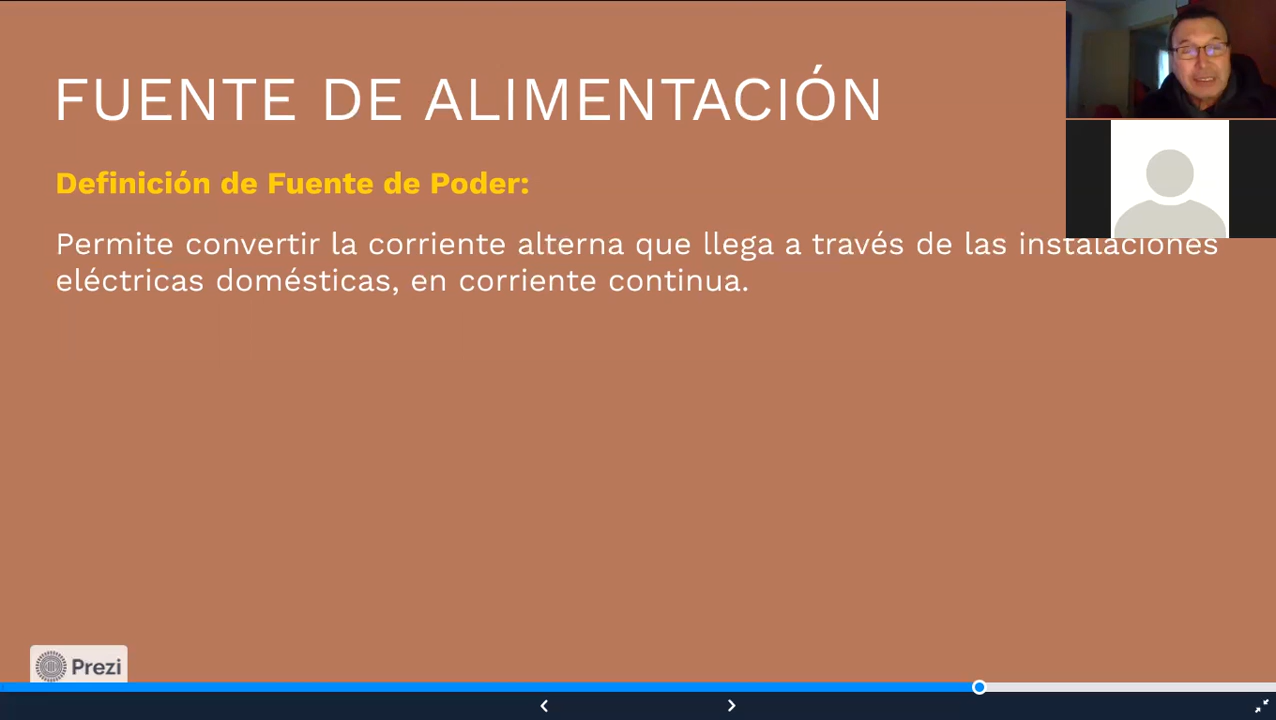 FUENTE DE ALIMENTACIÓN
Definición de Fuente de Poder:
Permite convertir la corriente alterna que llega a través de las instalaciones
eléctricas domésticas, en corriente continua.
Prezi